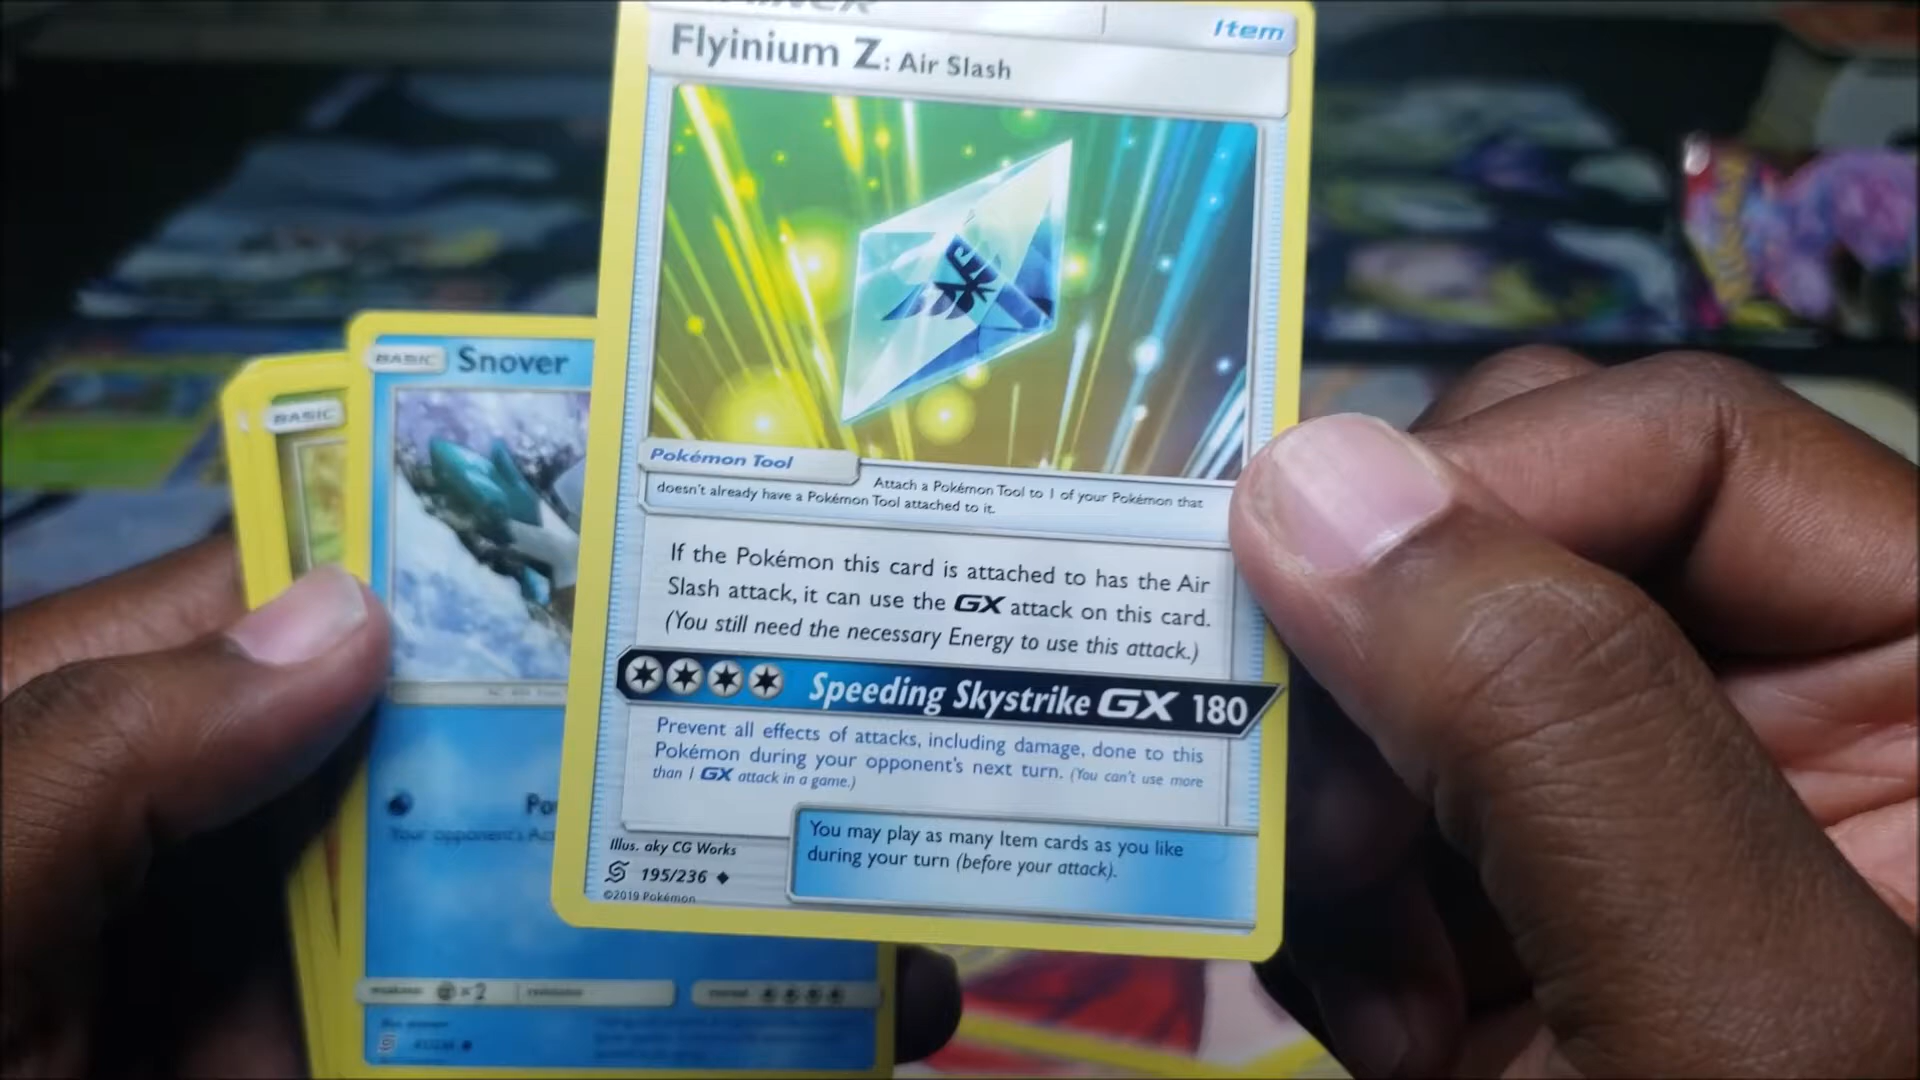 Item
Flyinium Z: Air Slash
Pokémon Tool
Attach a Pokémon Tool to 1 of your Pokémon that
doesn't already have a Pokémon Tool attached to it.
If the Pokémon this card is attached to has the Air
Slash attack, it can use the GX attack on this card.
(You still need the necessary Energy to use this attack.)
Speeding Skystrike GX 180
Prevent all effects of attacks, including damage, done to this
Pokémon during your opponent's next turn. (You can't use more
than 1 GX attack in a game.)
You may play as many Item cards as you like
during your turn (before your attack).
Illus. aky CG Works
195/236
©2019 Pokémon
BASIC Snover
BASIC
Your opponent's
weakness ×2 resistance